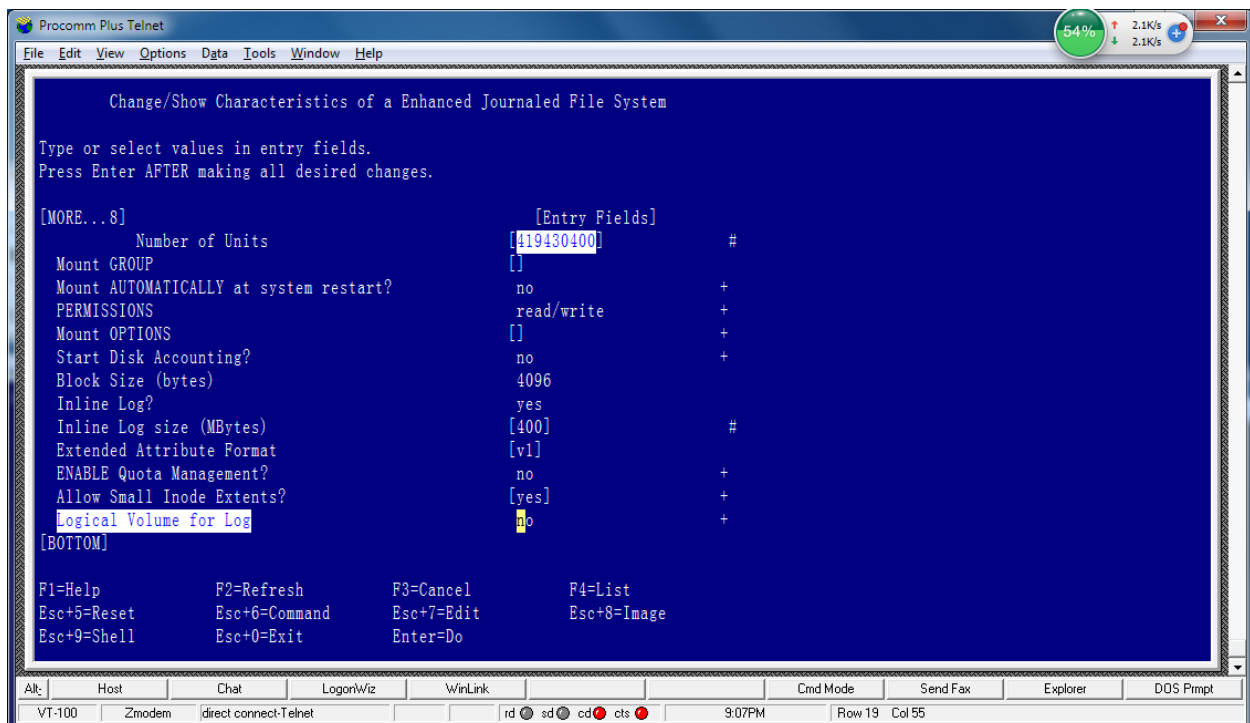 Procomm Plus Telnet
54% 2.1K/s
2.1K/s
File Edit View Options Data Tools Window Help
Change/Show Characteristics of a Enhanced Journaled File System
Type or select values in entry fields.
Press Enter AFTER making all desired changes.
[MORE...8] [Entry Fields]
Number of Units [419430400] #
Mount GROUP []
Mount AUTOMATICALLY at system restart? no +
PERMISSIONS read/write +
Mount OPTIONS [] +
Start Disk Accounting? no +
Block Size (bytes) 4096
Inline Log? yes
Inline Log size (MBytes) [400] #
Extended Attribute Format [v1]
ENABLE Quota Management? no +
Allow Small Inode Extents? [yes] +
Logical Volume for Log no +
[BOTTOM]
F1=Help F2=Refresh F3=Cancel F4=List
Esc+5=Reset Esc+6=Command Esc+7=Edit Esc+8=Image
Esc+9=Shell Esc+0=Exit Enter=Do
Alt- Host Chat LogonWiz WinLink Cmd Mode Send Fax Explorer DOS Prmpt
VT-100 Zmodem direct connect-Telnet rd sd cd cts 9:07PM Row 19 Col 55